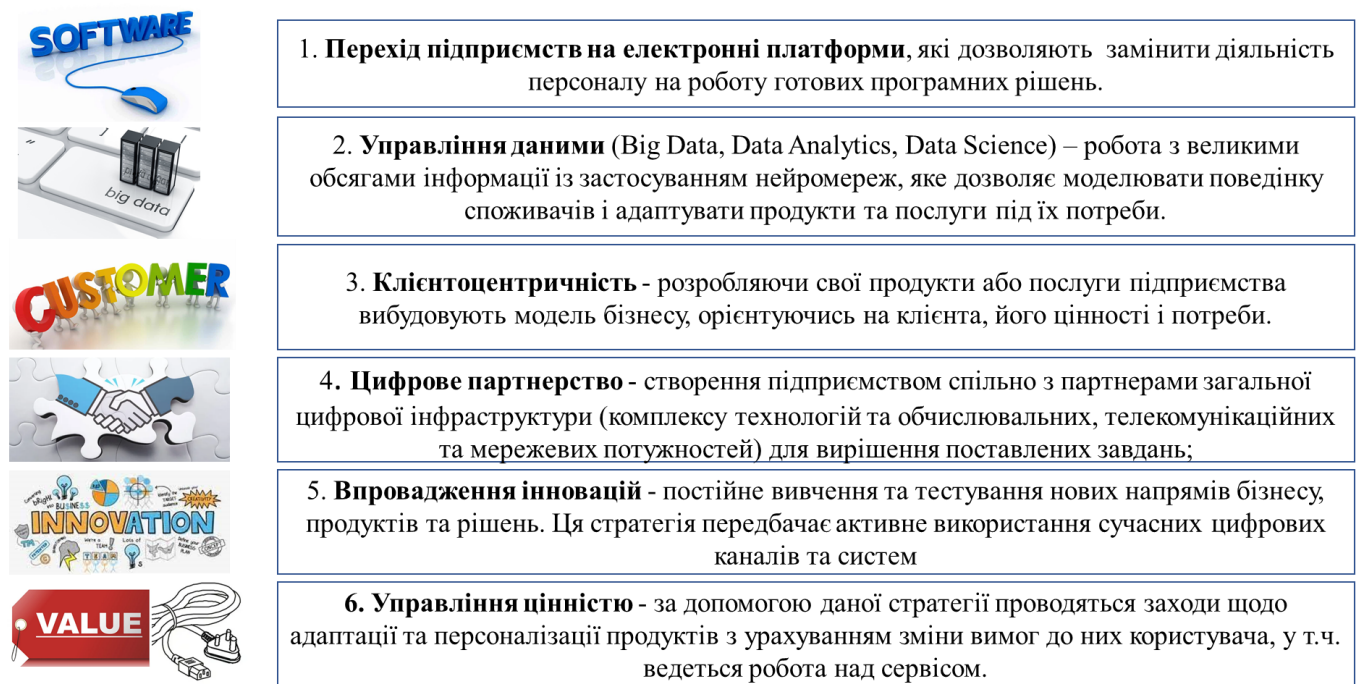 SOFTWARE
1. Перехід підприємств на електронні платформи, які дозволяють замінити діяльність
персоналу на роботу готових програмних рішень.
big data
2. Управління даними (Big Data, Data Analytics, Data Science) – робота з великими
обсягами інформації із застосуванням нейромереж, яке дозволяє моделювати поведінку
споживачів і адаптувати продукти та послуги під їх потреби.
CUSTOMER
3. Клієнтоцентричність - розробляючи свої продукти або послуги підприємства
вибудовують модель бізнесу, орієнтуючись на клієнта, його цінності і потреби.
4. Цифрове партнерство - створення підприємством спільно з партнерами загальної
цифрової інфраструктури (комплексу технологій та обчислювальних, телекомунікаційних
та мережевих потужностей) для вирішення поставлених завдань;
BUSINESS
CREATIVITY
INNOVATION
TEAM
CONCEPT
5. Впровадження інновацій - постійне вивчення та тестування нових напрямів бізнесу,
продуктів та рішень. Ця стратегія передбачає активне використання сучасних цифрових
каналів та систем
VALUE
6. Управління цінністю - за допомогою даної стратегії проводяться заходи щодо
адаптації та персоналізації продуктів з урахуванням зміни вимог до них користувача, у т.ч.
ведеться робота над сервісом.